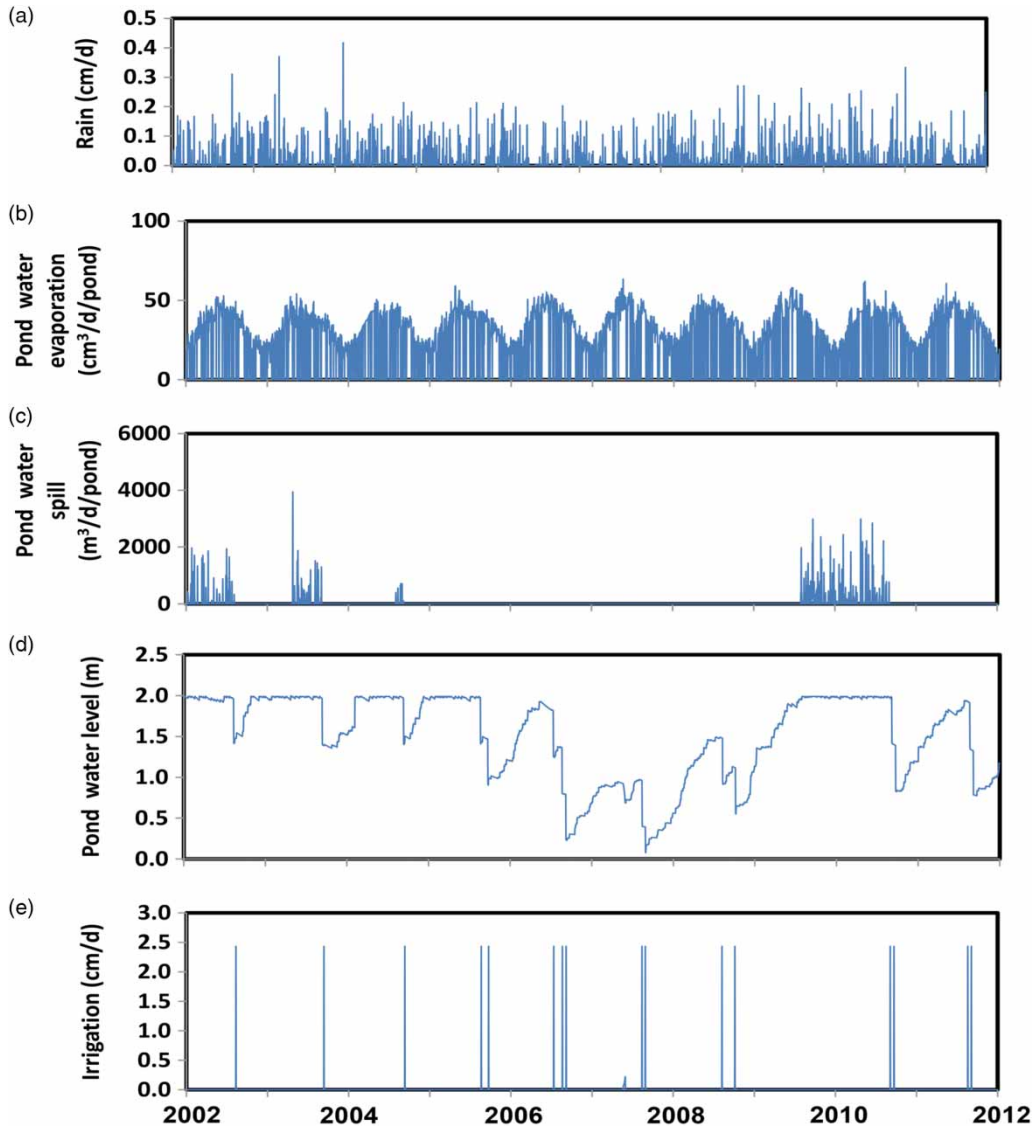 (a)
Rain (cm/d)
0.5
0.4
0.3
0.2
0.1
0.0
(b)
Pond water
evaporation
(cm³/d/pond)
100
50
0
(c)
Pond water
spill
(m³/d/pond)
6000
4000
2000
0
(d)
Pond water level (m)
2.5
2.0
1.5
1.0
0.5
0.0
(e)
Irrigation (cm/d)
3.0
2.5
2.0
1.5
1.0
0.5
0.0
2002 2004 2006 2008 2010 2012